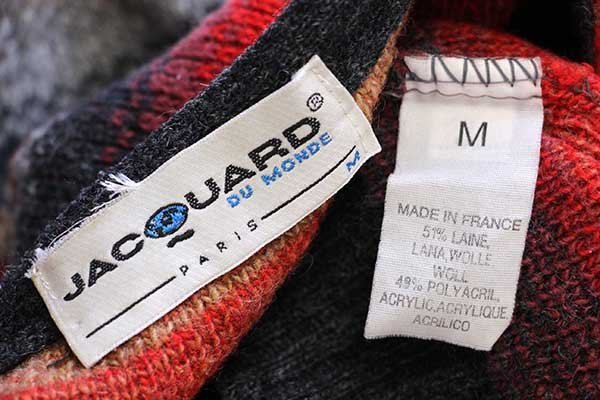 JACQUARD®
DU MONDE
PARIS
M
M
MADE IN FRANCE
51% LAINE,
LANA,WOLLE
WOLL
49% POLYACRIL,
ACRYLIC,ACRYLIQUE
ACRILICO